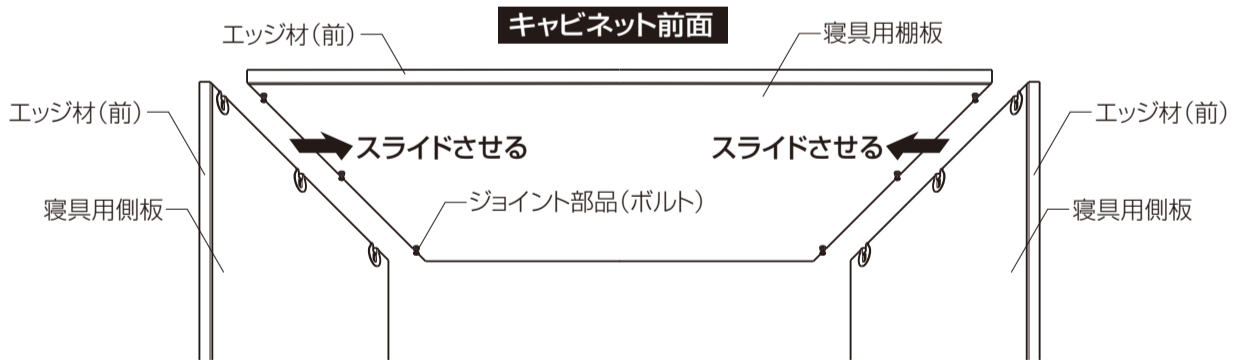 キャビネット前面
エッジ材(前)
寝具用棚板
エッジ材(前)
エッジ材(前)
スライドさせる
スライドさせる
ジョイント部品(ボルト)
寝具用側板
寝具用側板